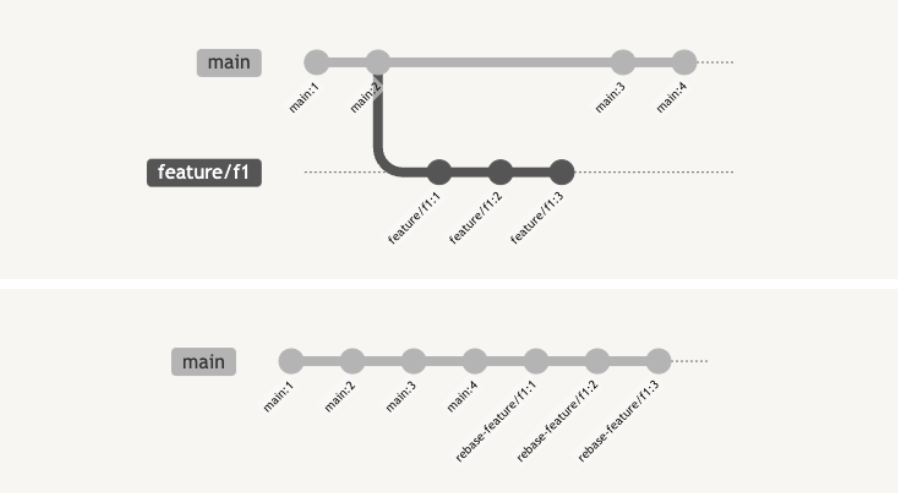 main
main:1
main:2
main:3
main:4
feature/f1
feature/f1:1
feature/f1:2
feature/f1:3
main
main:1
main:2
main:3
main:4
rebase-feature/f1:1
rebase-feature/f1:2
rebase-feature/f1:3